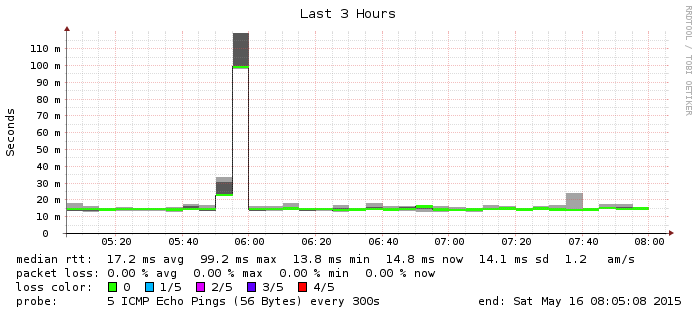 Last 3 Hours
RRDTOOL / TOBI OETIKER
Seconds
110 m
100 m
90 m
80 m
70 m
60 m
50 m
40 m
30 m
20 m
10 m
0
05:20 05:40 06:00 06:20 06:40 07:00 07:20 07:40 08:00
median rtt: 17.2 ms avg 99.2 ms max 13.8 ms min 14.8 ms now 14.1 ms sd 1.2 am/s
packet loss: 0.00 % avg 0.00 % max 0.00 % min 0.00 % now
loss color: 0 1/5 2/5 3/5 4/5
probe: 5 ICMP Echo Pings (56 Bytes) every 300s end: Sat May 16 08:05:08 2015